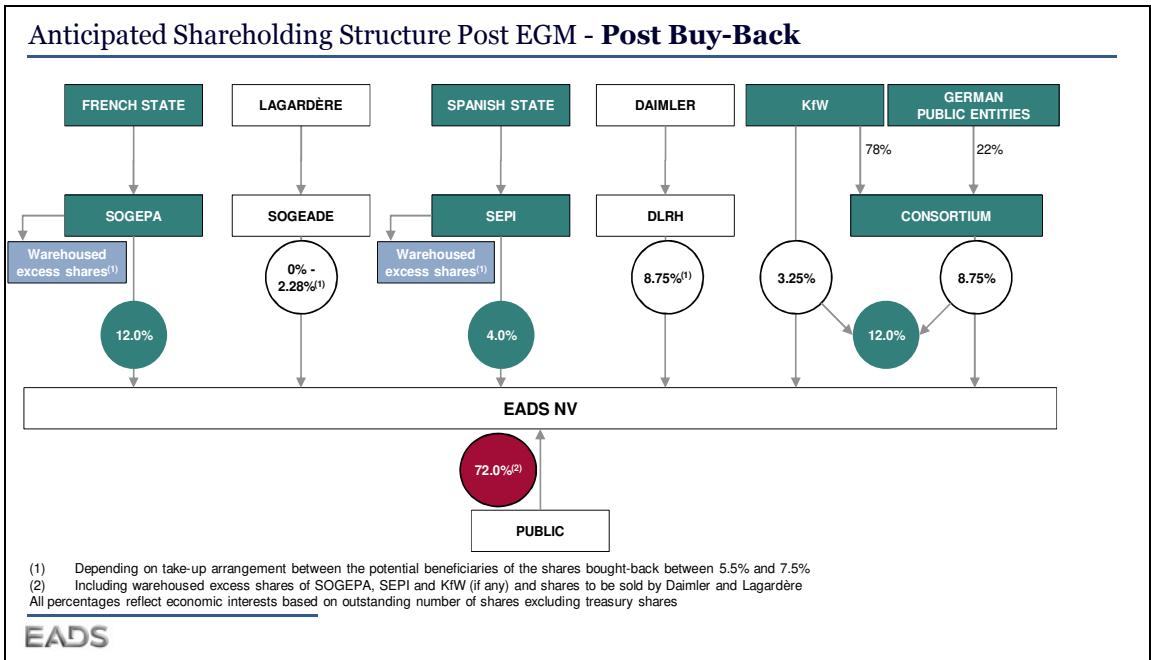 Anticipated Shareholding Structure Post EGM - Post Buy-Back
FRENCH STATE
LAGARDÈRE
SPANISH STATE
DAIMLER
KfW
GERMAN
PUBLIC ENTITIES
78%
22%
SOGEPA
SOGEADE
SEPI
DLRH
CONSORTIUM
Warehoused
excess shares(1)
0% -
2.28%(1)
Warehoused
excess shares(1)
8.75%(1)
3.25%
8.75%
12.0%
4.0%
12.0%
EADS NV
72.0%(2)
PUBLIC
(1) Depending on take-up arrangement between the potential beneficiaries of the shares bought-back between 5.5% and 7.5%
(2) Including warehoused excess shares of SOGEPA, SEPI and KfW (if any) and shares to be sold by Daimler and Lagardère
All percentages reflect economic interests based on outstanding number of shares excluding treasury shares
EADS